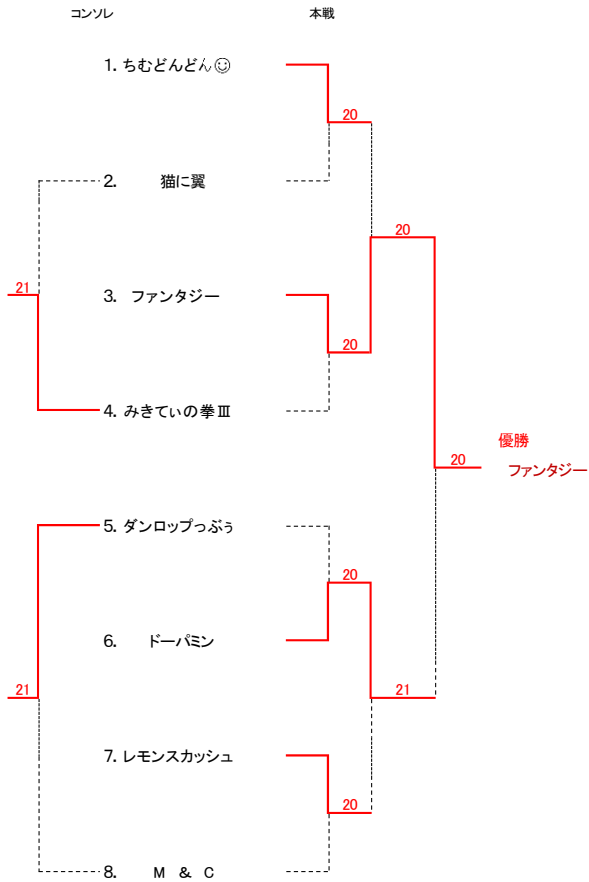 コンソレ 本戦
1. ちむどんどん☺
20
2. 猫に翼
20
21
3. ファンタジー
20
4. みきてぃの拳Ⅲ
優勝
20
ファンタジー
5. ダンロップっぶぅ
20
6. ドーパミン
21
21
7. レモンスカッシュ
20
8. M & C